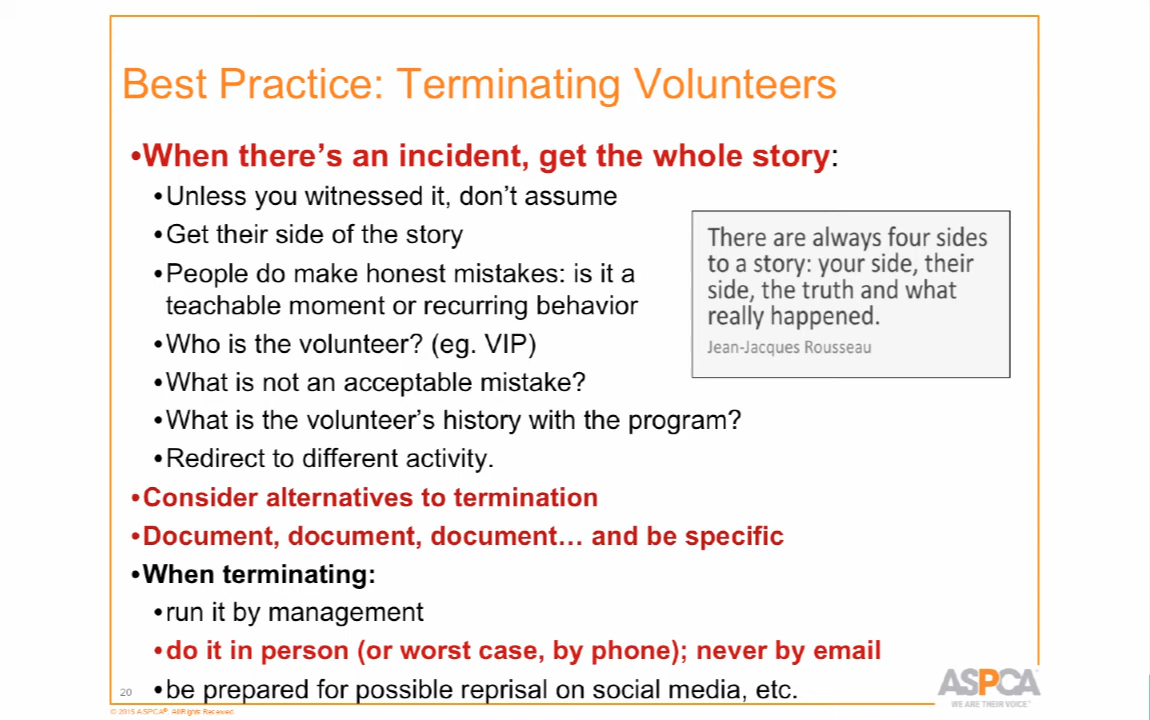 Best Practice: Terminating Volunteers
•When there's an incident, get the whole story:
•Unless you witnessed it, don't assume
•Get their side of the story
•People do make honest mistakes: is it a
teachable moment or recurring behavior
•Who is the volunteer? (eg. VIP)
•What is not an acceptable mistake?
•What is the volunteer's history with the program?
•Redirect to different activity.
There are always four sides
to a story: your side, their
side, the truth and what
really happened.
Jean-Jacques Rousseau
•Consider alternatives to termination
•Document, document, document… and be specific
•When terminating:
•run it by management
•do it in person (or worst case, by phone); never by email
•be prepared for possible reprisal on social media, etc.
20
© 2015 ASPCA®. All Rights Reserved.
ASPCA
WE ARE THEIR VOICE™